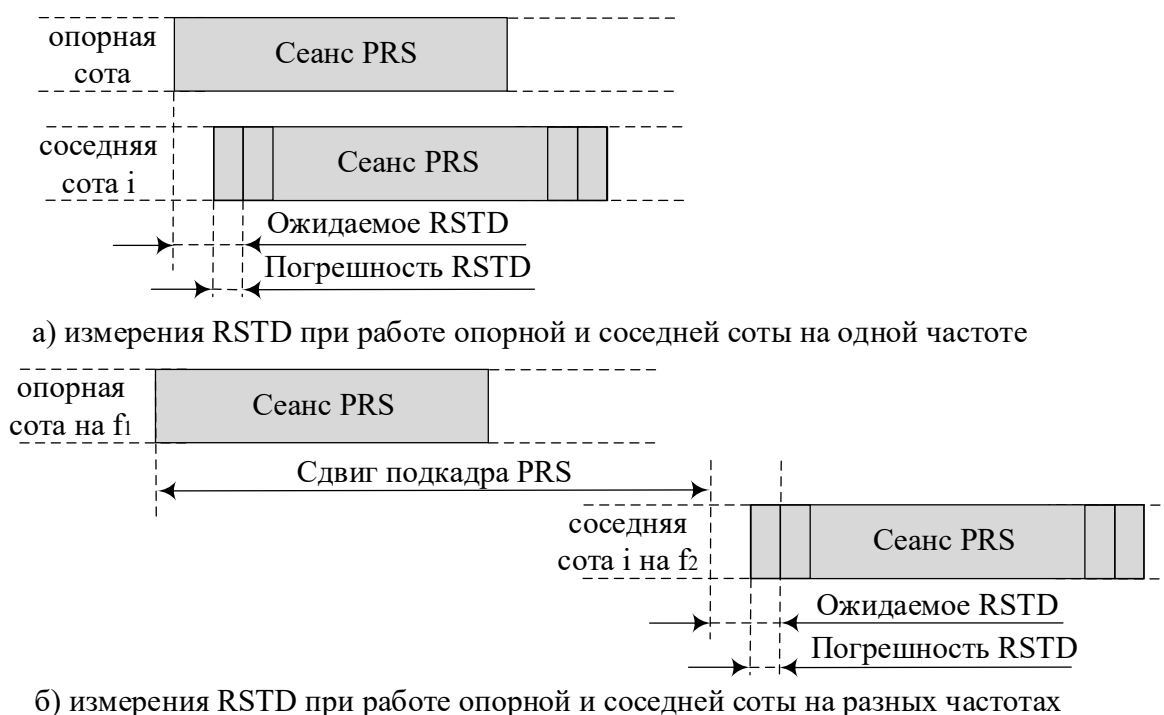 опорная
сота
Сеанс PRS
соседняя
сота i
Сеанс PRS
Ожидаемое RSTD
Погрешность RSTD
а) измерения RSTD при работе опорной и соседней соты на одной частоте
опорная
сота на f1
Сеанс PRS
Сдвиг подкадра PRS
соседняя
сота i на f2
Сеанс PRS
Ожидаемое RSTD
Погрешность RSTD
б) измерения RSTD при работе опорной и соседней соты на разных частотах